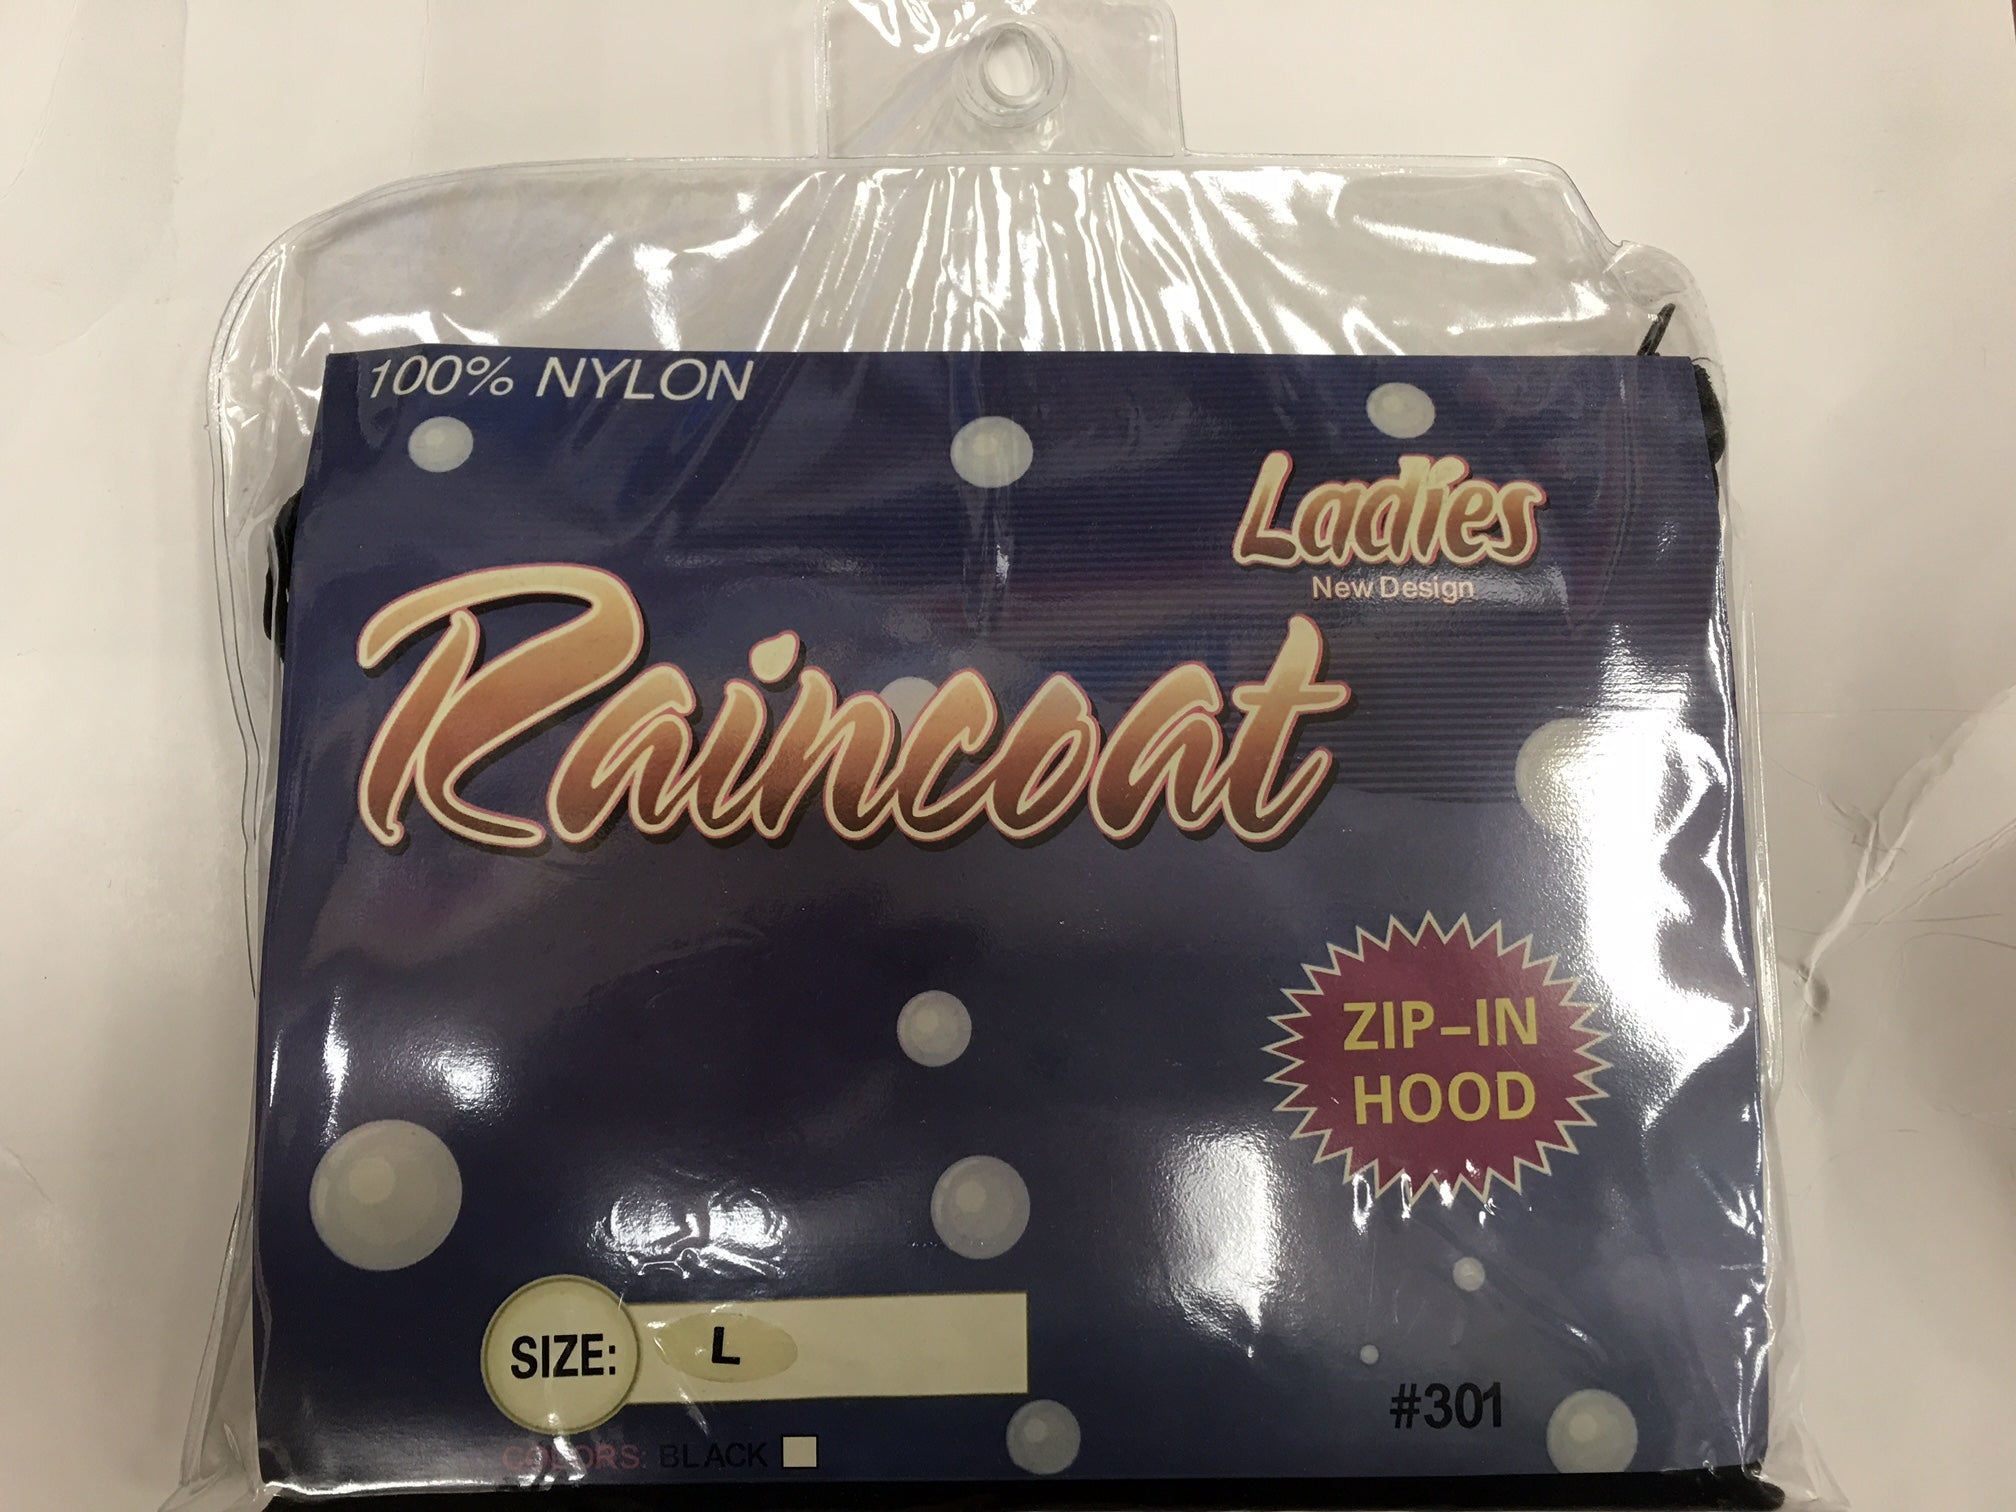 100% NYLON
Ladies
New Design
Raincoat
ZIP-IN
HOOD
SIZE: L
#301
COLORS: BLACK